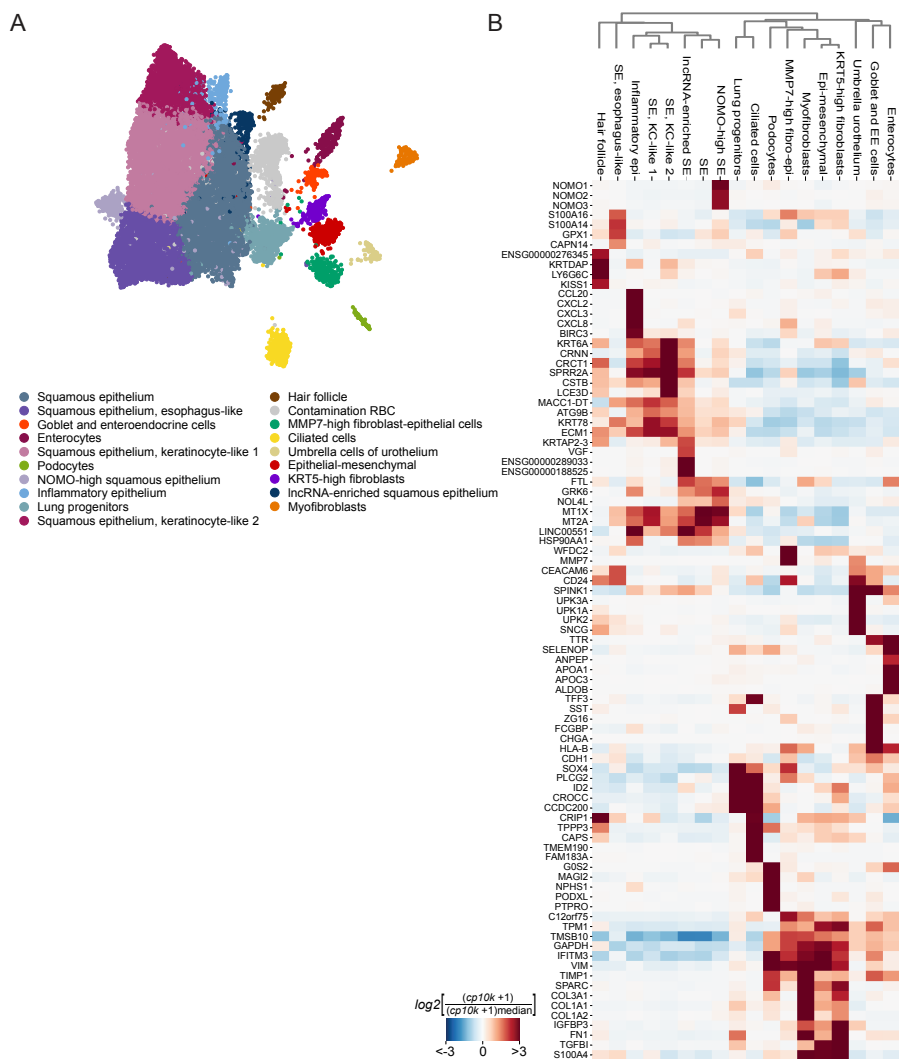 A
B
Hair follicle
SE, esophagus-like
Inflammatory epi
SE, KC-like 1
SE, KC-like 2
lncRNA-enriched SE
SE
NOMO-high SE
Lung progenitors
Ciliated cells
Podocytes
MMP7-high fibro-epi
Myofibroblasts
Epi-mesenchymal
KRT5-high fibroblasts
Umbrella urothelium
Goblet and EE cells
Enterocytes
NOMO1
NOMO2
NOMO3
S100A16
S100A14
GPX1
CAPN14
ENSG00000276345
KRTDAP
LY6G6C
KISS1
CCL20
CXCL2
CXCL3
CXCL8
BIRC3
KRT6A
CRNN
CRCT1
SPRR2A
CSTB
LCE3D
MACC1-DT
ATG9B
KRT78
ECM1
KRTAP2-3
VGF
ENSG00000289033
ENSG00000188525
FTL
GRK6
NOL4L
MT1X
MT2A
LINC00551
HSP90AA1
WFDC2
MMP7
CEACAM6
CD24
SPINK1
UPK3A
UPK1A
UPK2
SNCG
TTR
SELENOP
ANPEP
APOA1
APOC3
ALDOB
TFF3
SST
ZG16
FCGBP
CHGA
HLA-B
CDH1
SOX4
PLCG2
ID2
CROCC
CCDC200
CRIP1
TPPP3
CAPS
TMEM190
FAM183A
G0S2
MAGI2
NPHS1
PODXL
PTPRO
C12orf75
TPM1
TMSB10
GAPDH
IFITM3
VIM
TIMP1
SPARC
COL3A1
COL1A1
COL1A2
IGFBP3
FN1
TGFBI
S100A4
Squamous epithelium
Squamous epithelium, esophagus-like
Goblet and enteroendocrine cells
Enterocytes
Squamous epithelium, keratinocyte-like 1
Podocytes
NOMO-high squamous epithelium
Inflammatory epithelium
Lung progenitors
Squamous epithelium, keratinocyte-like 2
Hair follicle
Contamination RBC
MMP7-high fibroblast-epithelial cells
Ciliated cells
Umbrella cells of urothelium
Epithelial-mesenchymal
KRT5-high fibroblasts
lncRNA-enriched squamous epithelium
Myofibroblasts
log2[(cp10k +1)
(cp10k +1)median]
<-3 0 >3